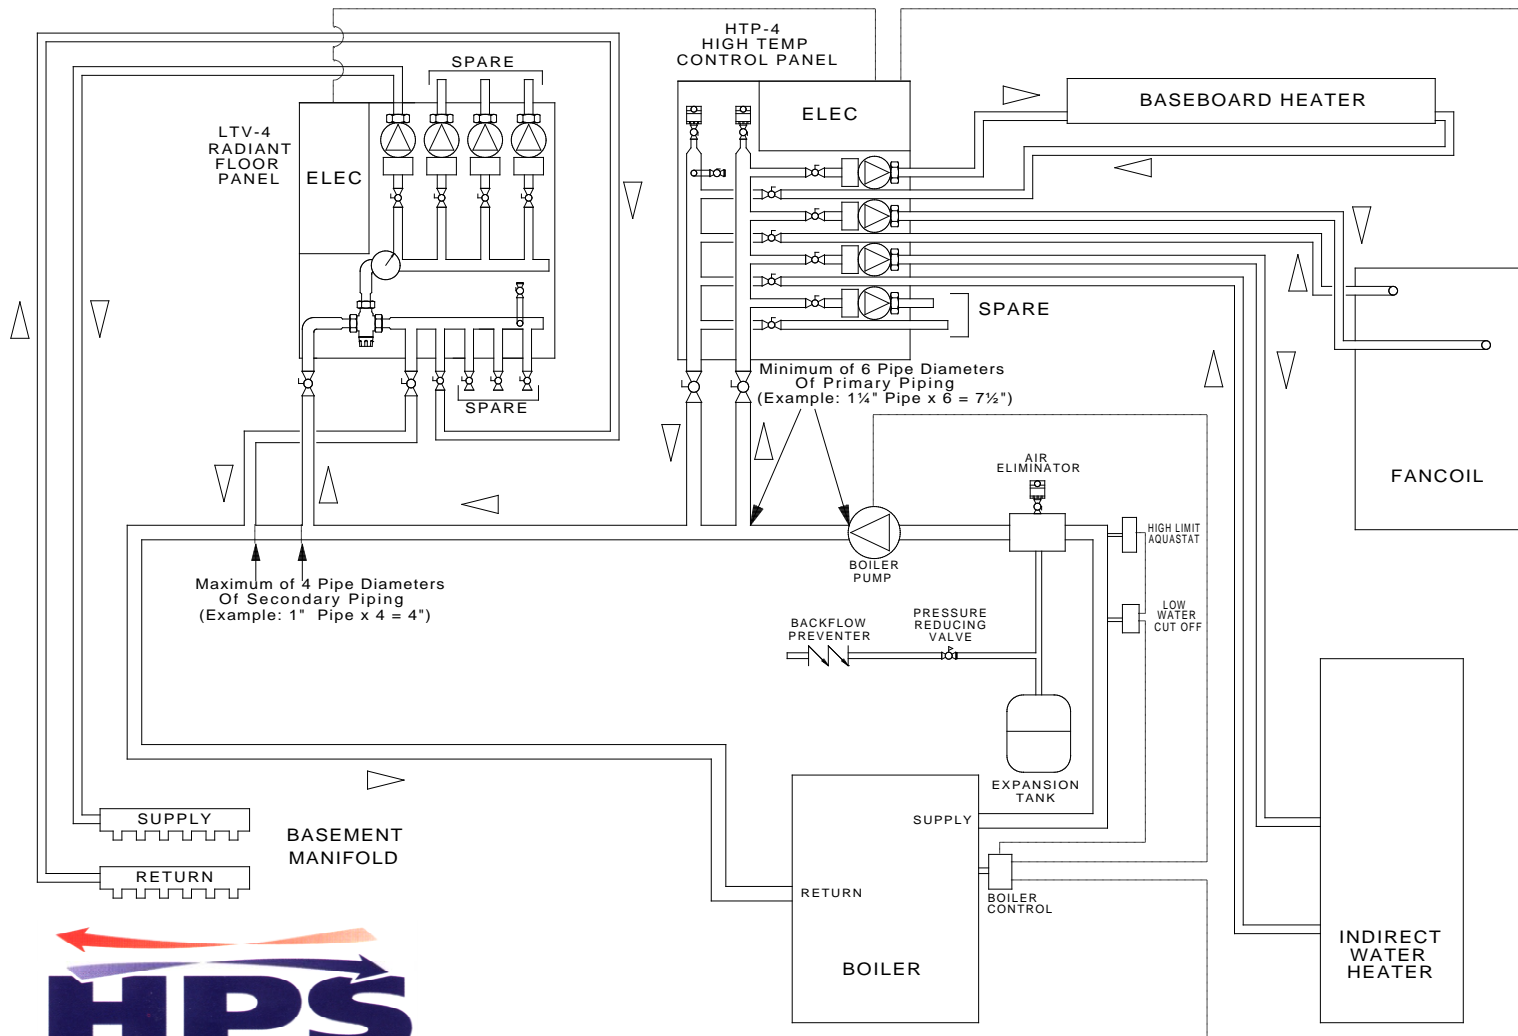 HTP-4
HIGH TEMP
CONTROL PANEL
SPARE
ELEC
BASEBOARD HEATER
LTV-4
RADIANT
FLOOR
PANEL
ELEC
SPARE
SPARE
Minimum of 6 Pipe Diameters
Of Primary Piping
(Example: 1¼" Pipe x 6 = 7½")
AIR
ELIMINATOR
FANCOIL
HIGH LIMIT
AQUASTAT
BOILER
PUMP
Maximum of 4 Pipe Diameters
Of Secondary Piping
(Example: 1" Pipe x 4 = 4")
LOW
WATER
CUT OFF
BACKFLOW
PREVENTER
PRESSURE
REDUCING
VALVE
EXPANSION
TANK
SUPPLY
SUPPLY
BASEMENT
MANIFOLD
RETURN
RETURN
BOILER
CONTROL
BOILER
INDIRECT
WATER
HEATER
HPS